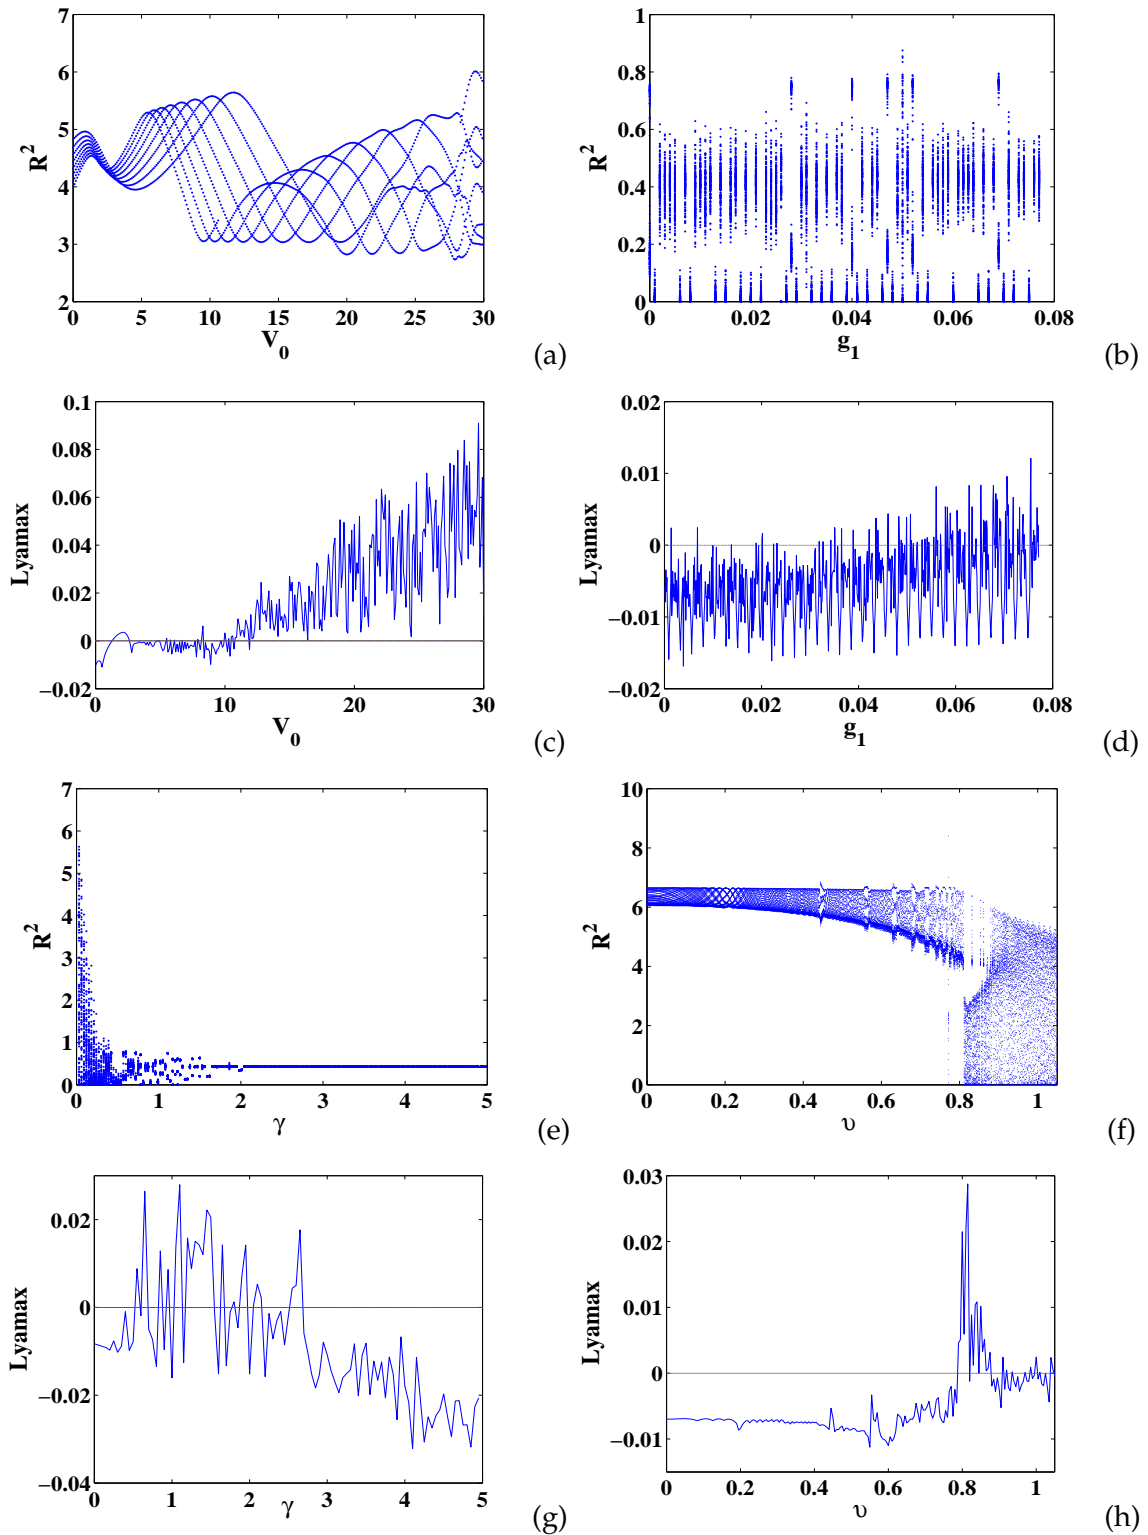 7
6
5
4
3
2
R²
0 5 10 15 20 25 30
V₀
(a)
1
0.8
0.6
0.4
0.2
0
R²
0 0.02 0.04 0.06 0.08
g₁
(b)
0.1
0.08
0.06
0.04
0.02
0
−0.02
Lyamax
0 10 20 30
V₀
(c)
0.02
0.01
0
−0.01
−0.02
Lyamax
0 0.02 0.04 0.06 0.08
g₁
(d)
7
6
5
4
3
2
1
0
R²
0 1 2 3 4 5
γ
(e)
10
8
6
4
2
0
R²
0 0.2 0.4 0.6 0.8 1
υ
(f)
0.02
0
−0.02
−0.04
Lyamax
0 1 2 3 4 5
γ
(g)
0.03
0.02
0.01
0
−0.01
Lyamax
0 0.2 0.4 0.6 0.8 1
υ
(h)